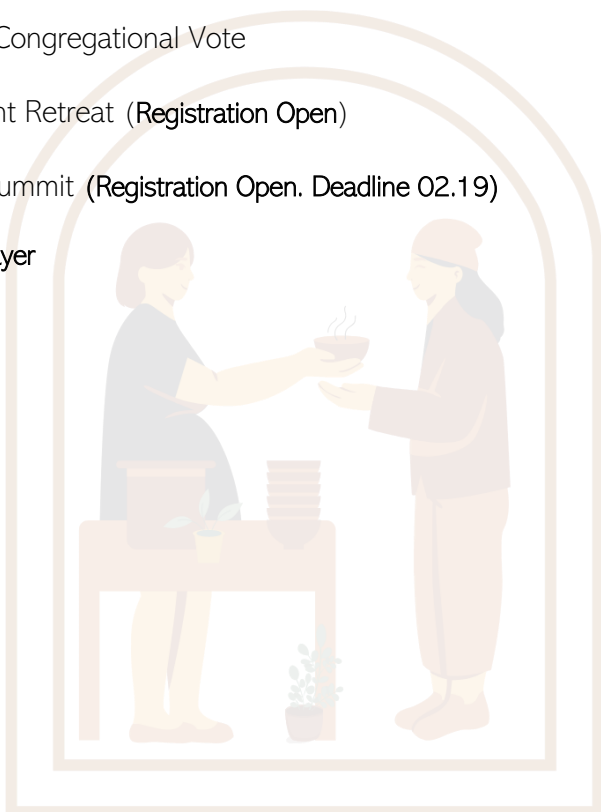 Congregational Vote
nt Retreat (Registration Open)
ummit (Registration Open. Deadline 02.19)
yer